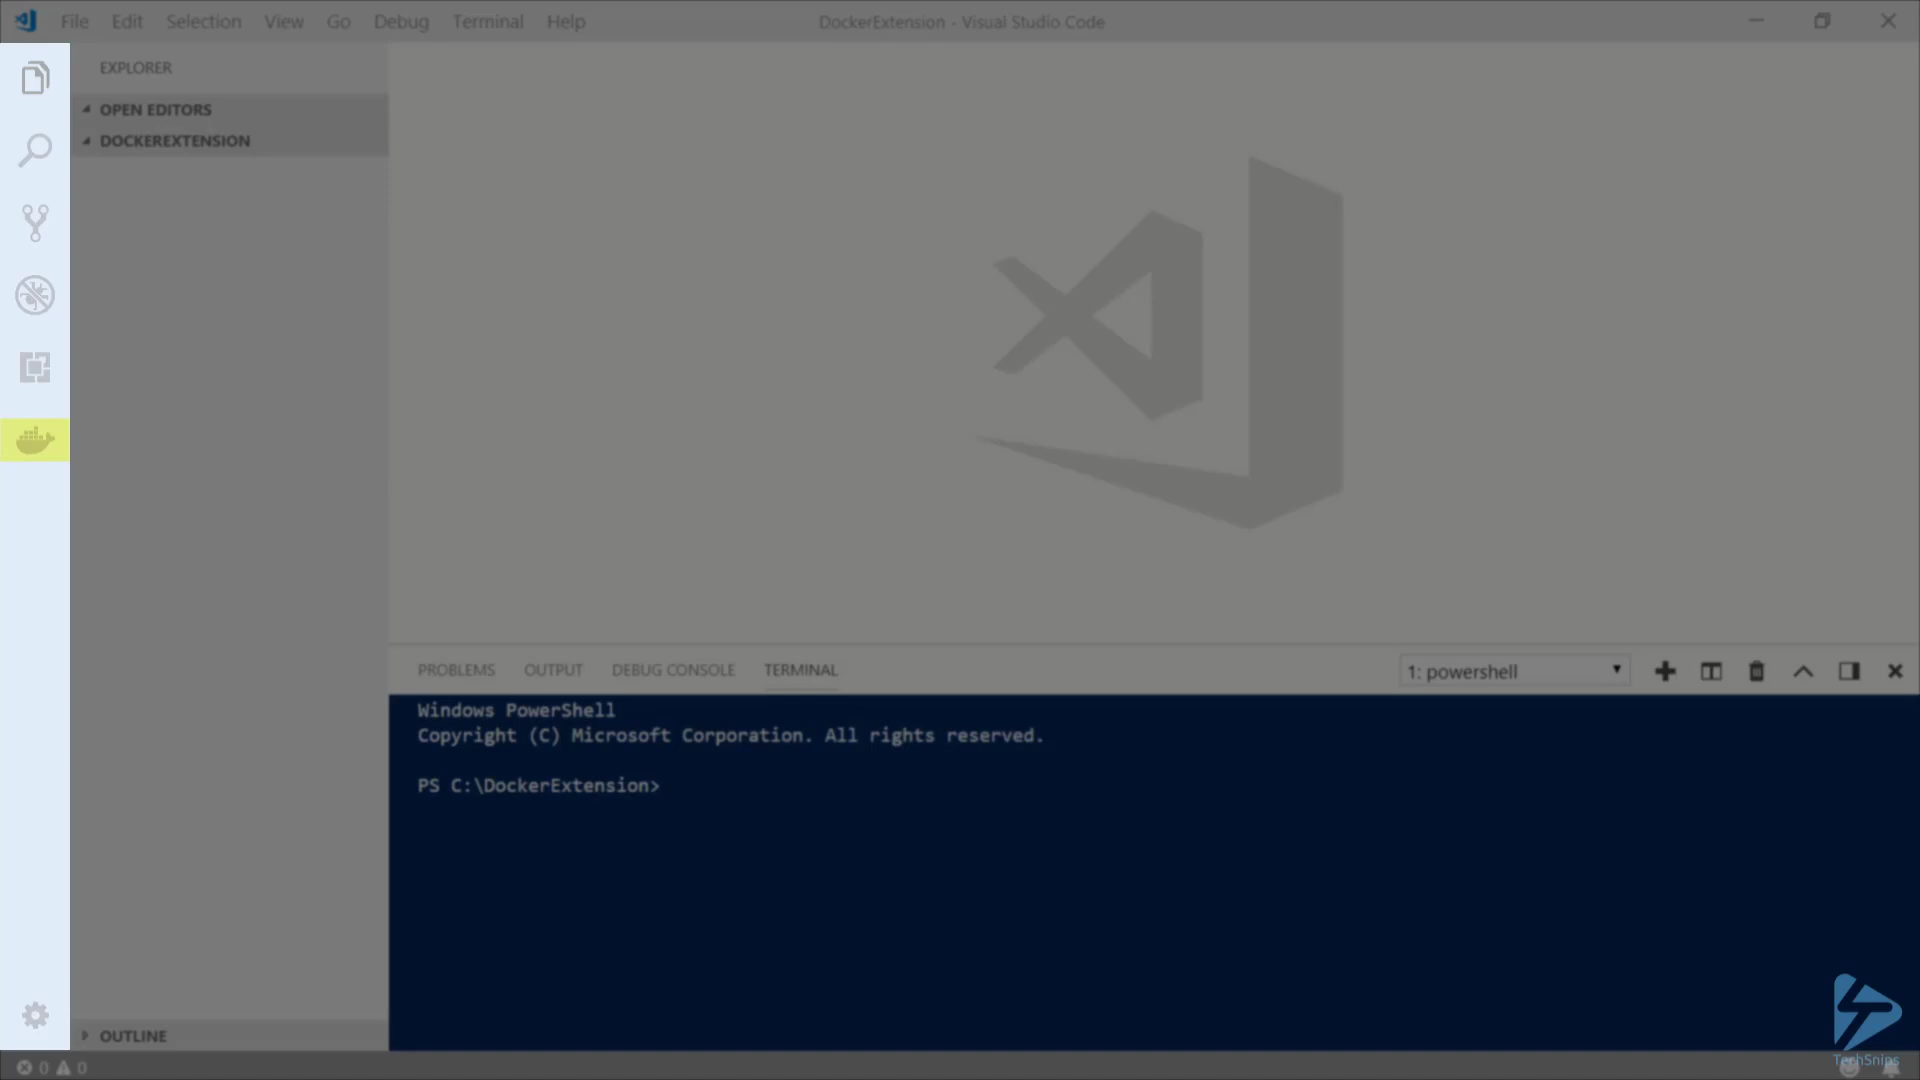 File Edit Selection View Go Debug Terminal Help DockerExtension - Visual Studio Code
EXPLORER
OPEN EDITORS
DOCKEREXTENSION
PROBLEMS OUTPUT DEBUG CONSOLE TERMINAL 1: powershell
Windows PowerShell
Copyright (C) Microsoft Corporation. All rights reserved.
PS C:\DockerExtension>
OUTLINE
0 0
TechSnips